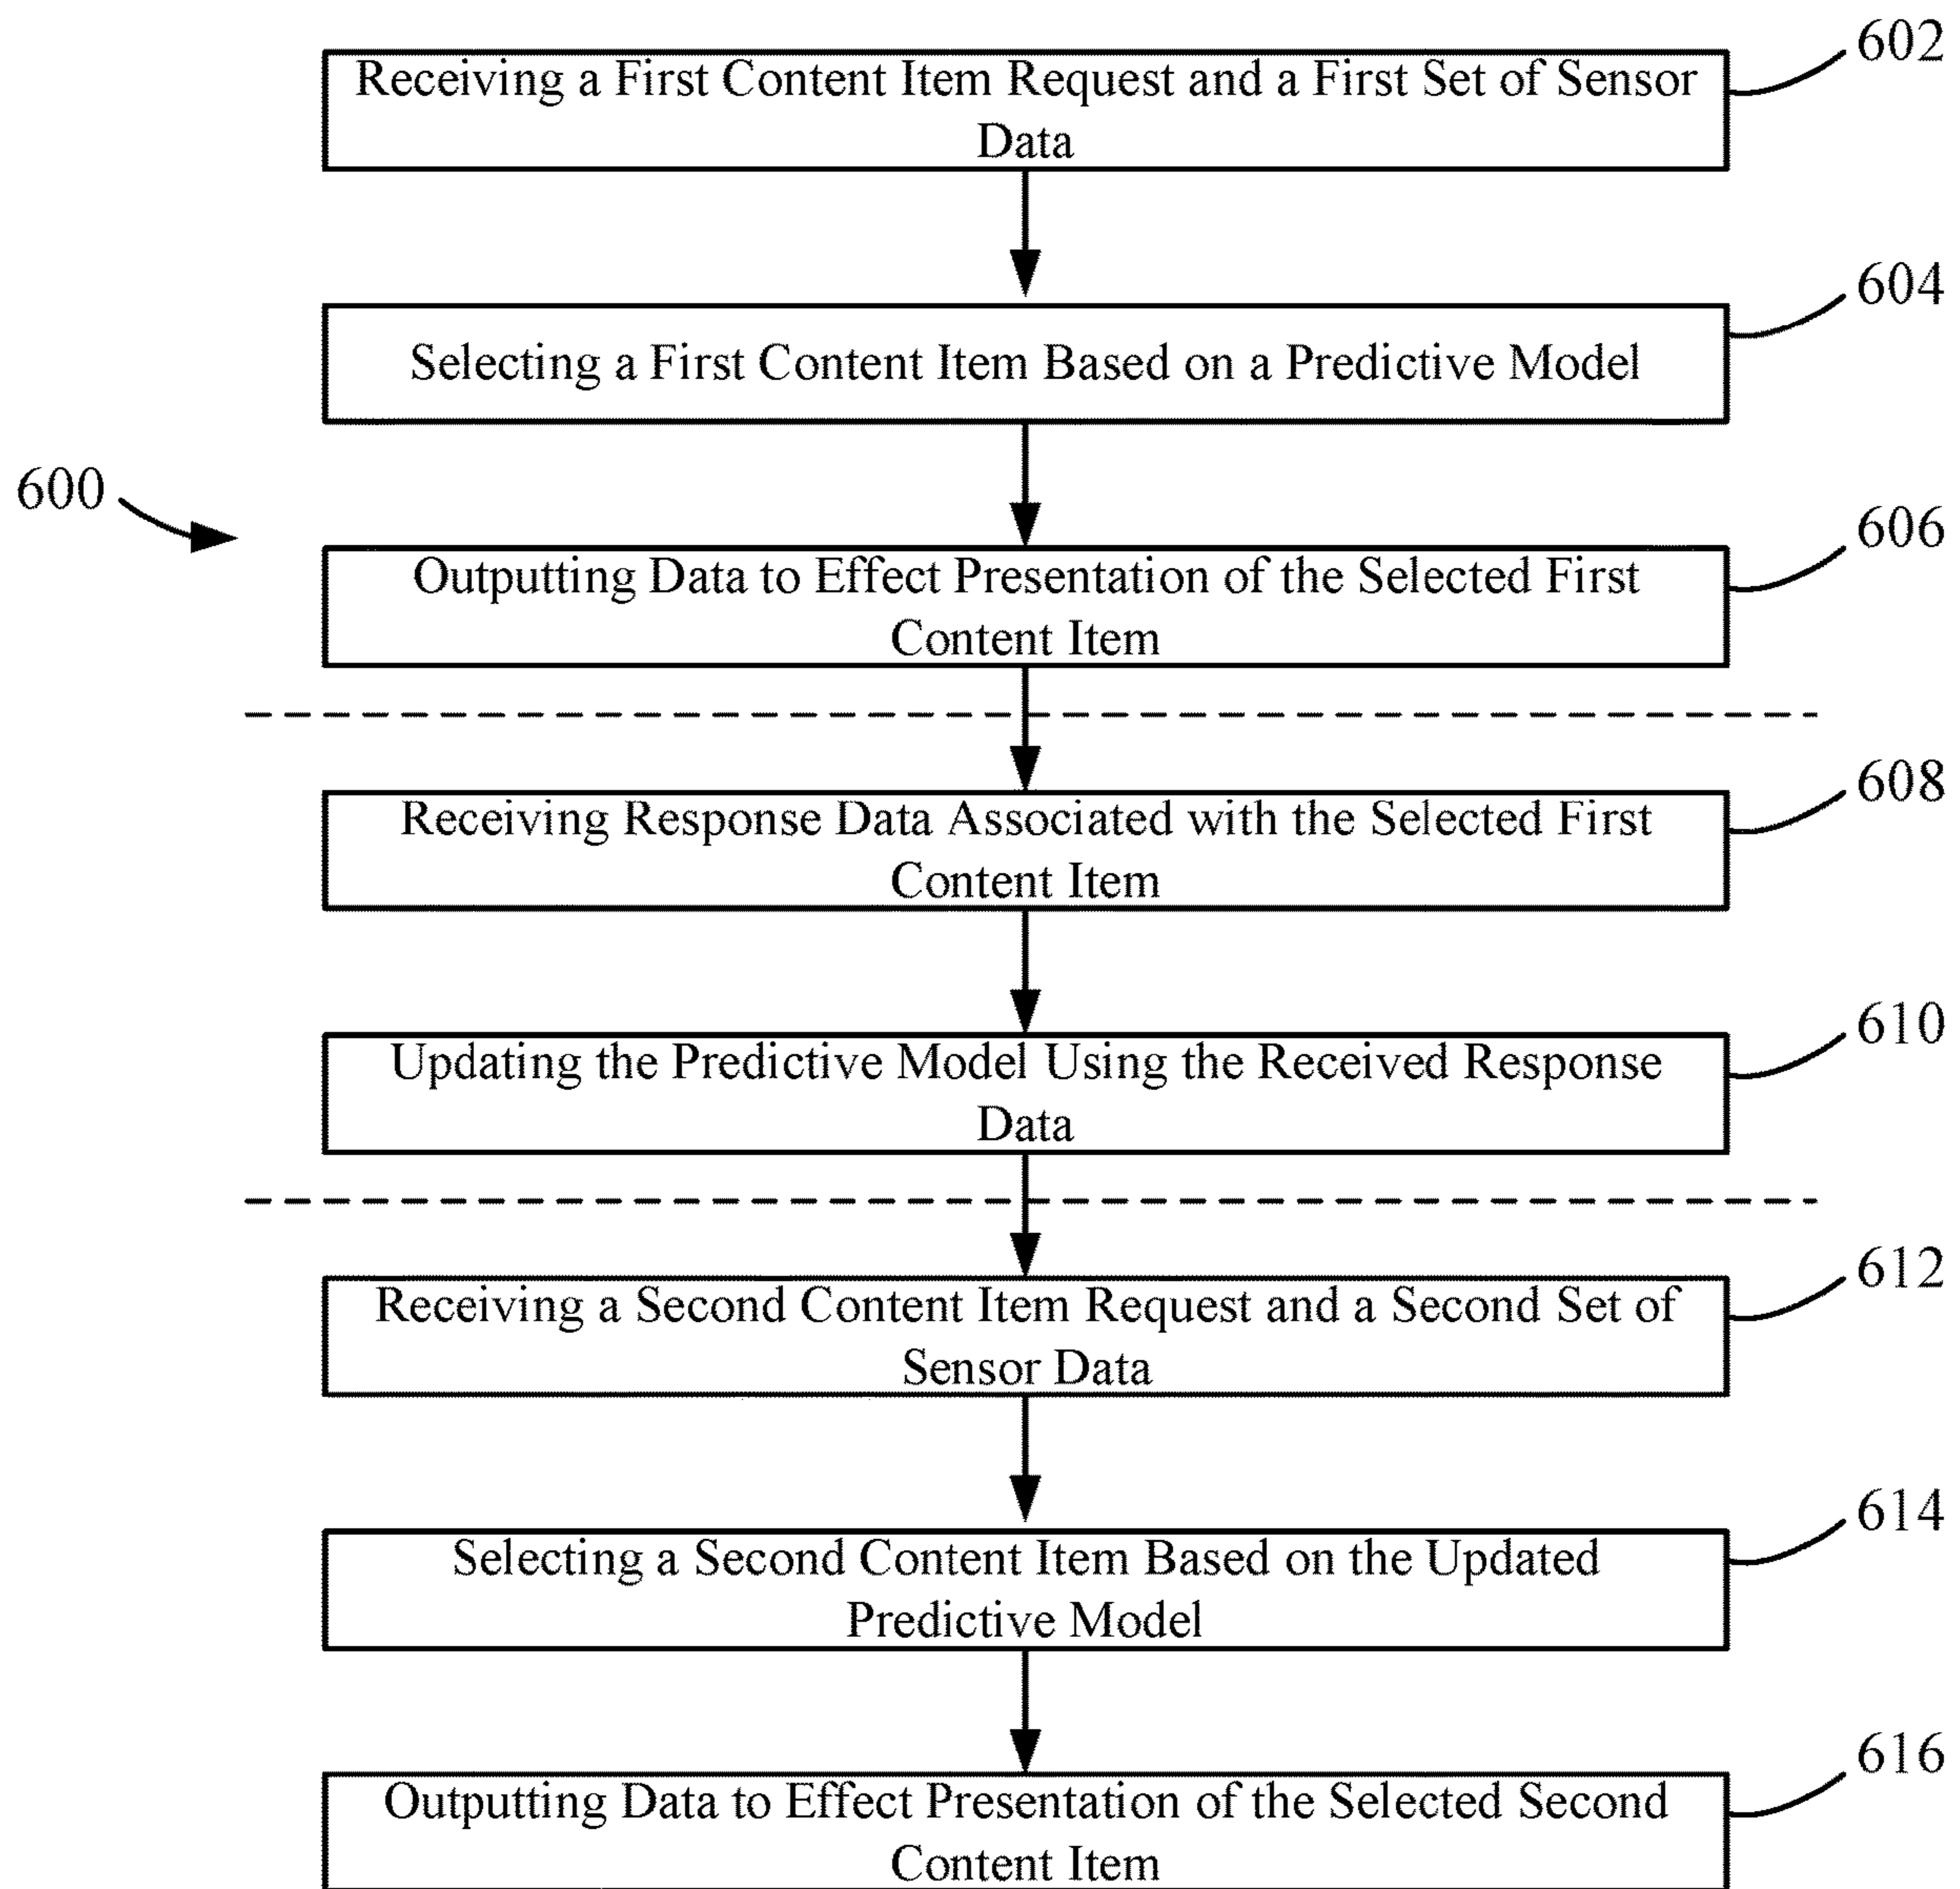 602
Receiving a First Content Item Request and a First Set of Sensor
Data
604
Selecting a First Content Item Based on a Predictive Model
600
606
Outputting Data to Effect Presentation of the Selected First
Content Item
608
Receiving Response Data Associated with the Selected First
Content Item
610
Updating the Predictive Model Using the Received Response
Data
612
Receiving a Second Content Item Request and a Second Set of
Sensor Data
614
Selecting a Second Content Item Based on the Updated
Predictive Model
616
Outputting Data to Effect Presentation of the Selected Second
Content Item